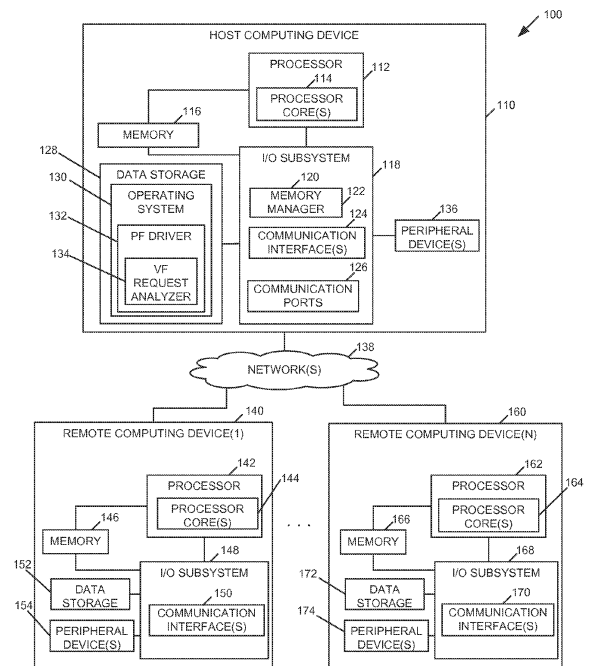 100
HOST COMPUTING DEVICE
PROCESSOR
112
114
PROCESSOR
CORE(S)
110
116
MEMORY
I/O SUBSYSTEM
118
120
MEMORY
MANAGER
122
124
COMMUNICATION
INTERFACE(S)
126
COMMUNICATION
PORTS
128
DATA STORAGE
130
OPERATING
SYSTEM
132
PF DRIVER
134
VF
REQUEST
ANALYZER
136
PERIPHERAL
DEVICE(S)
138
NETWORK(S)
140
REMOTE COMPUTING DEVICE(1)
142
PROCESSOR
144
PROCESSOR
CORE(S)
146
MEMORY
148
I/O SUBSYSTEM
150
COMMUNICATION
INTERFACE(S)
152
DATA
STORAGE
154
PERIPHERAL
DEVICE(S)
. . .
160
REMOTE COMPUTING DEVICE(N)
162
PROCESSOR
164
PROCESSOR
CORE(S)
166
MEMORY
168
I/O SUBSYSTEM
170
COMMUNICATION
INTERFACE(S)
172
DATA
STORAGE
174
PERIPHERAL
DEVICE(S)